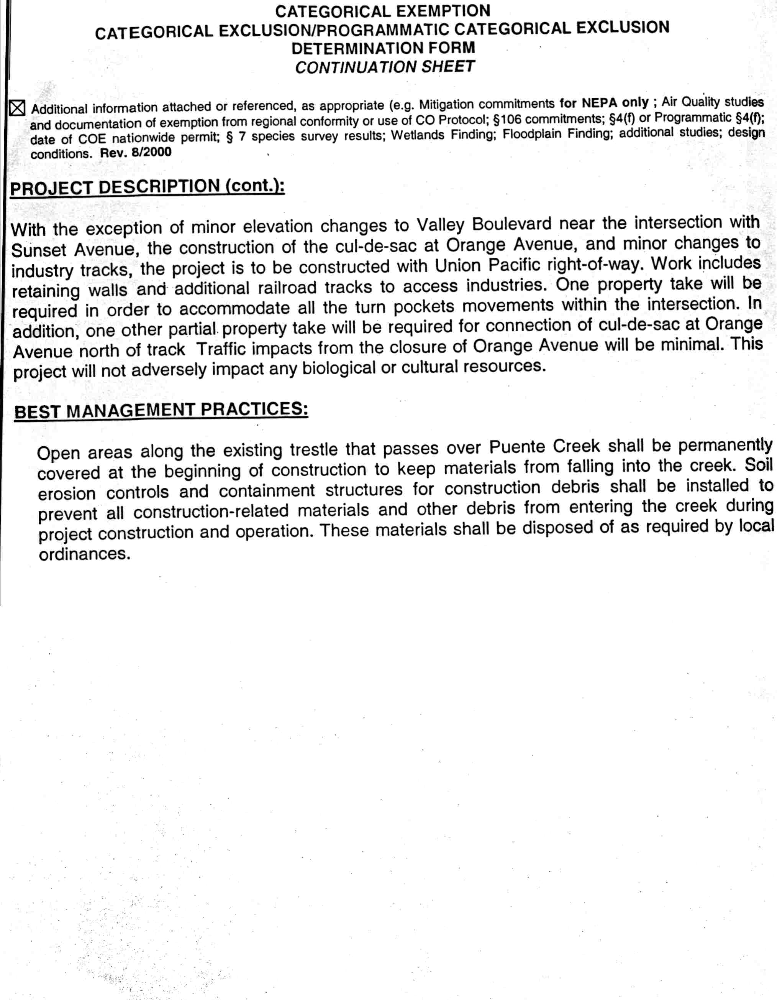 CATEGORICAL EXEMPTION
CATEGORICAL EXCLUSION/PROGRAMMATIC CATEGORICAL EXCLUSION
DETERMINATION FORM
CONTINUATION SHEET
☒ Additional information attached or referenced, as appropriate (e.g. Mitigation commitments for NEPA only ; Air Quality studies
and documentation of exemption from regional conformity or use of CO Protocol; §106 commitments; §4(f) or Programmatic §4(f);
date of COE nationwide permit; § 7 species survey results; Wetlands Finding; Floodplain Finding; additional studies; design
conditions. Rev. 8/2000
PROJECT DESCRIPTION (cont.):
With the exception of minor elevation changes to Valley Boulevard near the intersection with
Sunset Avenue, the construction of the cul-de-sac at Orange Avenue, and minor changes to
industry tracks, the project is to be constructed with Union Pacific right-of-way. Work includes
retaining walls and additional railroad tracks to access industries. One property take will be
required in order to accommodate all the turn pockets movements within the intersection. In
addition, one other partial property take will be required for connection of cul-de-sac at Orange
Avenue north of track  Traffic impacts from the closure of Orange Avenue will be minimal. This
project will not adversely impact any biological or cultural resources.
BEST MANAGEMENT PRACTICES:
Open areas along the existing trestle that passes over Puente Creek shall be permanently
covered at the beginning of construction to keep materials from falling into the creek. Soil
erosion controls and containment structures for construction debris shall be installed to
prevent all construction-related materials and other debris from entering the creek during
project construction and operation. These materials shall be disposed of as required by local
ordinances.